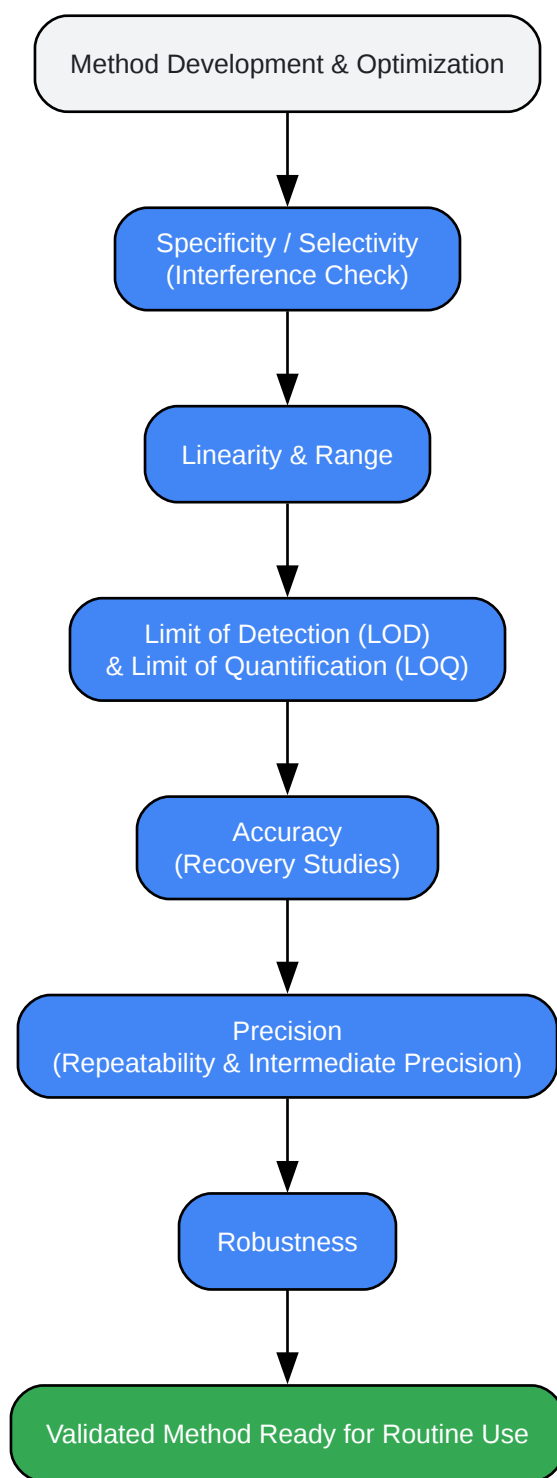 Method Development & Optimization
Specificity / Selectivity
(Interference Check)
Linearity & Range
Limit of Detection (LOD)
& Limit of Quantification (LOQ)
Accuracy
(Recovery Studies)
Precision
(Repeatability & Intermediate Precision)
Robustness
Validated Method Ready for Routine Use